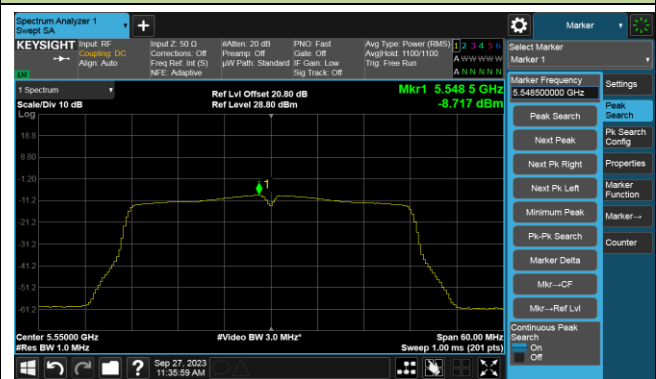 Spectrum Analyzer 1
Swept SA
Marker
KEYSIGHT
Input: RF
Coupling: DC
Align: Auto
Input Z: 50 Ω
Corrections: Off
Freq Ref: Int (S)
NFE: Adaptive
#Atten: 20 dB
Preamp: Off
µW Path: Standard
PNO: Fast
Gate: Off
IF Gain: Low
Sig Track: Off
Avg Type: Power (RMS)
Avg|Hold: 1100/1100
Trig: Free Run
1 2 3 4 5 6
A W W W W W
A N N N N N
Select Marker
Marker 1
1 Spectrum
Scale/Div 10 dB
Log
Ref Lvl Offset 20.80 dB
Ref Level 28.80 dBm
Mkr1 5.548 5 GHz
-8.717 dBm
18.8
8.80
-1.20
-11.2
-21.2
-31.2
-41.2
-51.2
-61.2
1
Center 5.55000 GHz
#Res BW 1.0 MHz
#Video BW 3.0 MHz*
Span 60.00 MHz
Sweep 1.00 ms (201 pts)
Marker Frequency
5.548500000 GHz
Peak Search
Next Peak
Next Pk Right
Next Pk Left
Minimum Peak
Pk-Pk Search
Marker Delta
Mkr→CF
Mkr→Ref Lvl
Continuous Peak
Search
On
Off
Settings
Peak
Search
Pk Search
Config
Properties
Marker
Function
Marker→
Counter
Sep 27, 2023
11:35:59 AM